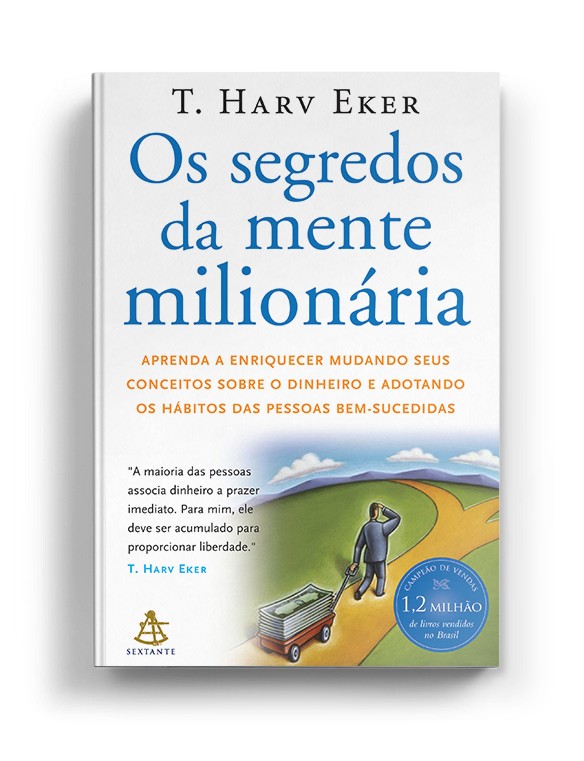 T. Harv Eker
Os segredos
da mente
milionária
APRENDA A ENRIQUECER MUDANDO SEUS
CONCEITOS SOBRE O DINHEIRO E ADOTANDO
OS HÁBITOS DAS PESSOAS BEM-SUCEDIDAS
"A maioria das pessoas
associa dinheiro a prazer
imediato. Para mim, ele
deve ser acumulado para
proporcionar liberdade."
T. Harv Eker
CAMPEÃO DE VENDAS
1,2 MILHÃO
de livros vendidos
no Brasil
SEXTANTE